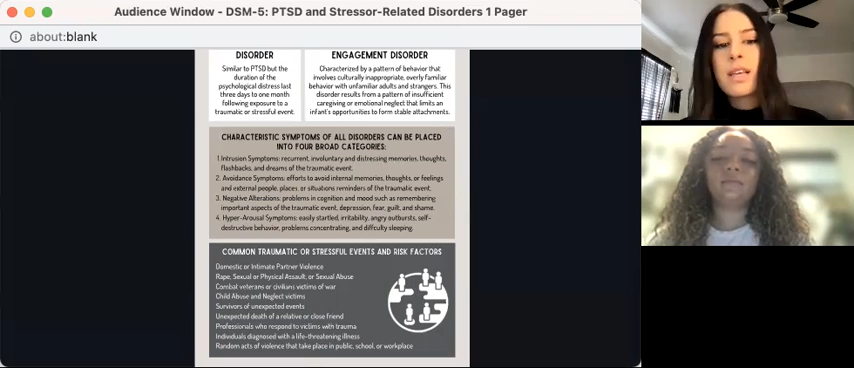 Audience Window - DSM-5: PTSD and Stressor-Related Disorders 1 Pager
about:blank
DISORDER
Similar to PTSD but the
duration of the
psychological distress last
three days to one month
following exposure to a
traumatic or stressful event.
ENGAGEMENT DISORDER
Characterized by a pattern of behavior that
involves culturally inappropriate, overly familiar
behavior with unfamiliar adults and strangers. This
disorder results from a pattern of insufficient
caregiving or emotional neglect that limits an
infant's opportunities to form stable attachments.
CHARACTERISTIC SYMPTOMS OF ALL DISORDERS CAN BE PLACED
INTO FOUR BROAD CATEGORIES:
1. Intrusion Symptoms: recurrent, involuntary and distressing memories, thoughts,
flashbacks, and dreams of the traumatic event.
2. Avoidance Symptoms: efforts to avoid internal memories, thoughts, or feelings
and external people, places, or situations reminders of the traumatic event.
3. Negative Alterations: problems in cognition and mood such as remembering
important aspects of the traumatic event, depression, fear, guilt, and shame.
4. Hyper-Arousal Symptoms: easily startled, irritability, angry outbursts, self-
destructive behavior, problems concentrating, and difficulty sleeping.
COMMON TRAUMATIC OR STRESSFUL EVENTS AND RISK FACTORS
Domestic or Intimate Partner Violence
Rape, Sexual or Physical Assault, or Sexual Abuse
Combat veterans or civilians victims of war
Child Abuse and Neglect victims
Survivors of unexpected events
Unexpected death of a relative or close friend
Professionals who respond to victims with trauma
Individuals diagnosed with a life-threatening illness
Random acts of violence that take place in public, school, or workplace